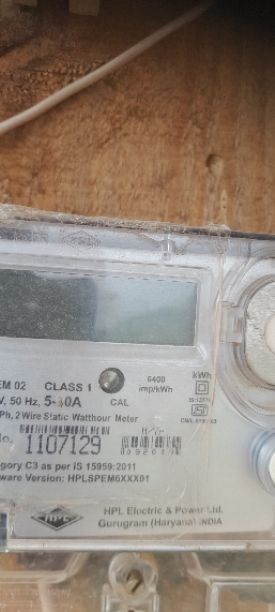 EM 02 CLASS 1 6400 imp/kWh kWh
V, 50 Hz, 5-30A CAL
Ph, 2 Wire Static Watthour Meter
No. 1107129
gory C3 as per IS 15959:2011
ware Version: HPLSPEM6XXX01
HPL HPL Electric & Power Ltd.
Gurugram (Haryana) INDIA